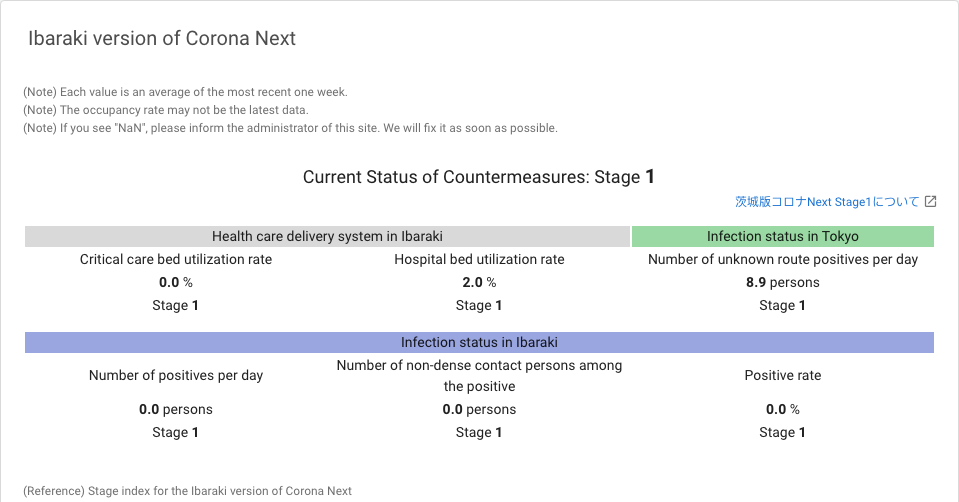 Ibaraki version of Corona Next
(Note) Each value is an average of the most recent one week.
(Note) The occupancy rate may not be the latest data.
(Note) If you see "NaN", please inform the administrator of this site. We will fix it as soon as possible.
Current Status of Countermeasures: Stage 1
茨城版コロナNext Stage1について
Health care delivery system in Ibaraki
Infection status in Tokyo
Critical care bed utilization rate
Hospital bed utilization rate
Number of unknown route positives per day
0.0 %
2.0 %
8.9 persons
Stage 1
Stage 1
Stage 1
Infection status in Ibaraki
Number of positives per day
Number of non-dense contact persons among
the positive
Positive rate
0.0 persons
0.0 persons
0.0 %
Stage 1
Stage 1
Stage 1
(Reference) Stage index for the Ibaraki version of Corona Next